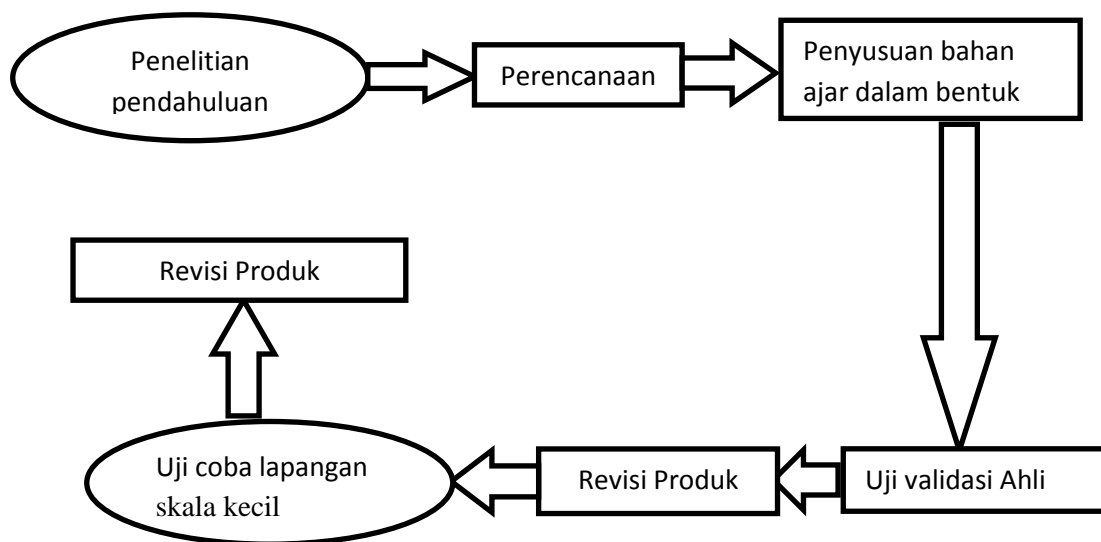 Penelitian
pendahuluan
Perencanaan
Penyusuan bahan
ajar dalam bentuk
Uji validasi Ahli
Revisi Produk
Uji coba lapangan
skala kecil
Revisi Produk